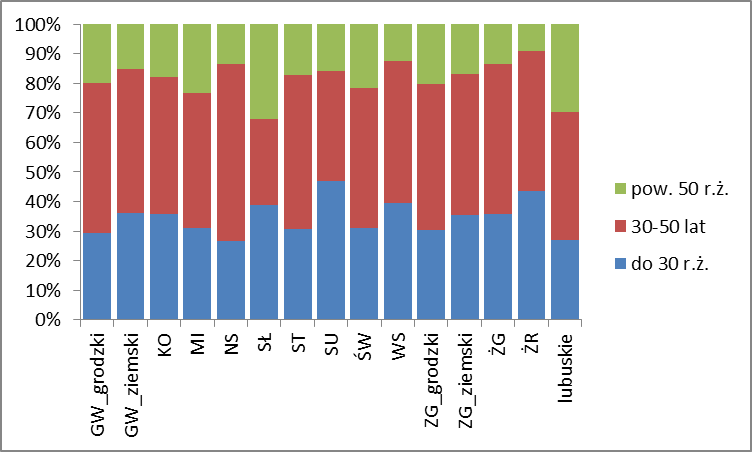 100%
90%
80%
70%
60%
50%
40%
30%
20%
10%
0%
GW_grodzki
GW_ziemski
KO
MI
NS
SŁ
ST
SU
ŚW
WS
ZG_grodzki
ZG_ziemski
ŻG
ŻR
lubuskie
pow. 50 r.ż.
30-50 lat
do 30 r.ż.